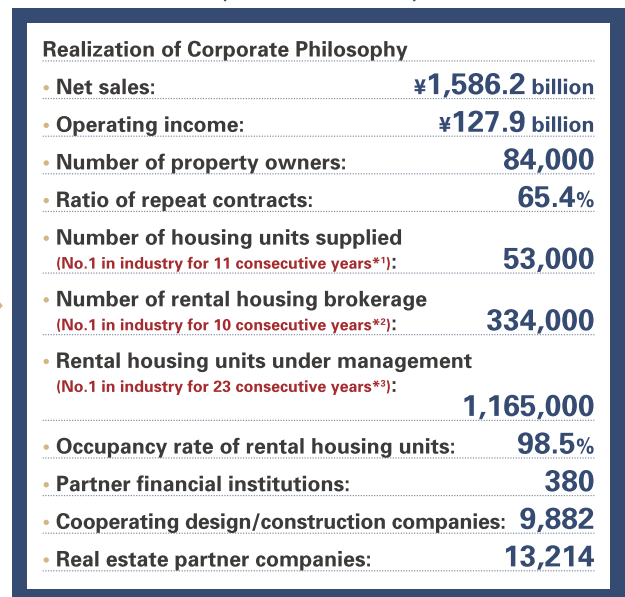 Realization of Corporate Philosophy
• Net sales: ¥1,586.2 billion
• Operating income: ¥127.9 billion
• Number of property owners: 84,000
• Ratio of repeat contracts: 65.4%
• Number of housing units supplied
(No.1 in industry for 11 consecutive years*1): 53,000
• Number of rental housing brokerage
(No.1 in industry for 10 consecutive years*2): 334,000
• Rental housing units under management
(No.1 in industry for 23 consecutive years*3):
1,165,000
• Occupancy rate of rental housing units: 98.5%
• Partner financial institutions: 380
• Cooperating design/construction companies: 9,882
• Real estate partner companies: 13,214